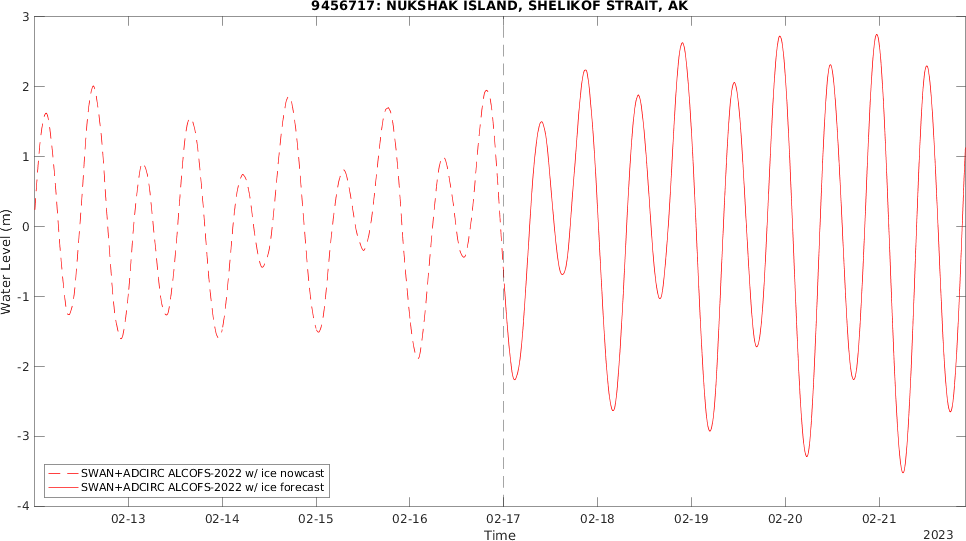 9456717: NUKSHAK ISLAND, SHELIKOF STRAIT, AK
3
2
1
0
-1
-2
-3
-4
Water Level (m)
SWAN+ADCIRC ALCOFS-2022 w/ ice nowcast
SWAN+ADCIRC ALCOFS-2022 w/ ice forecast
02-13 02-14 02-15 02-16 02-17 02-18 02-19 02-20 02-21
Time
2023